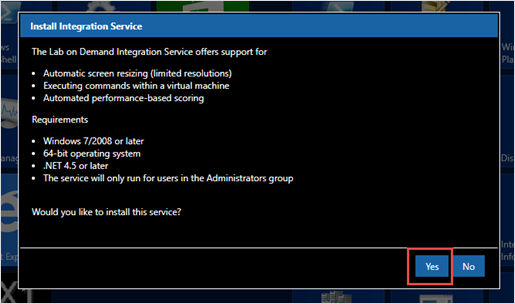 Install Integration Service
The Lab on Demand Integration Service offers support for
• Automatic screen resizing (limited resolutions)
• Executing commands within a virtual machine
• Automated performance-based scoring
Requirements
• Windows 7/2008 or later
• 64-bit operating system
• .NET 4.5 or later
• The service will only run for users in the Administrators group
Would you like to install this service?
Yes No